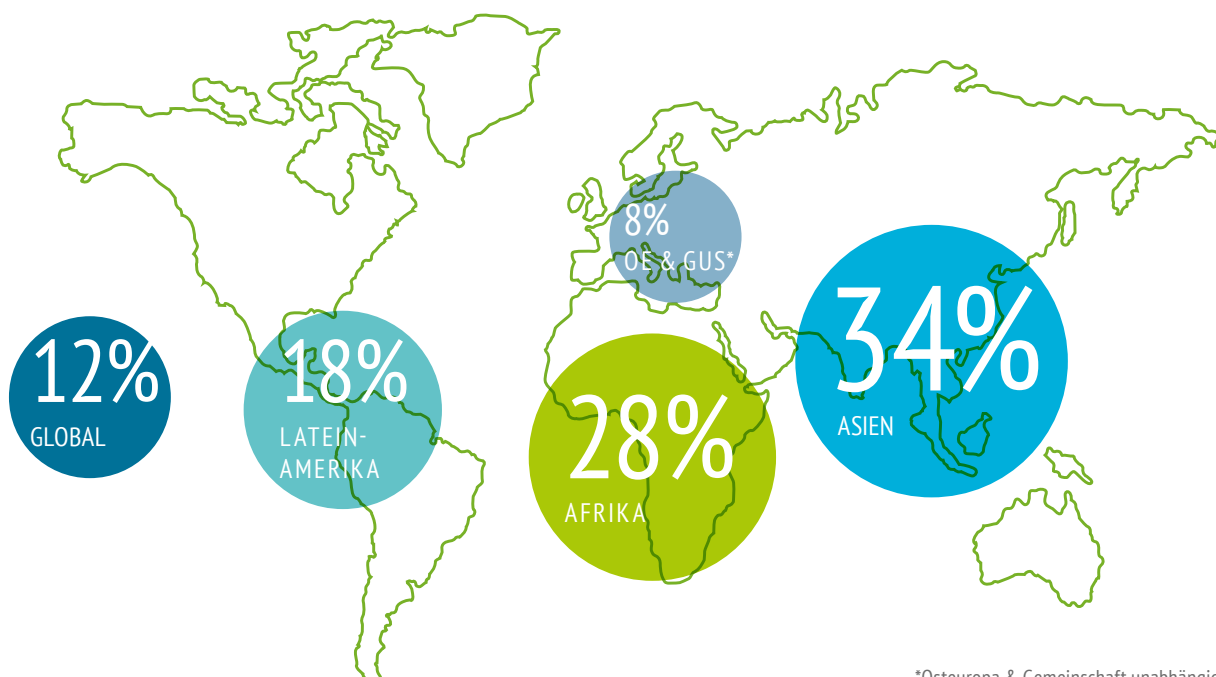 8%
OE & GUS*
34%
ASIEN
12%
GLOBAL
18%
LATEIN-
AMERIKA
28%
AFRIKA
*Osteuropa & Gemeinschaft